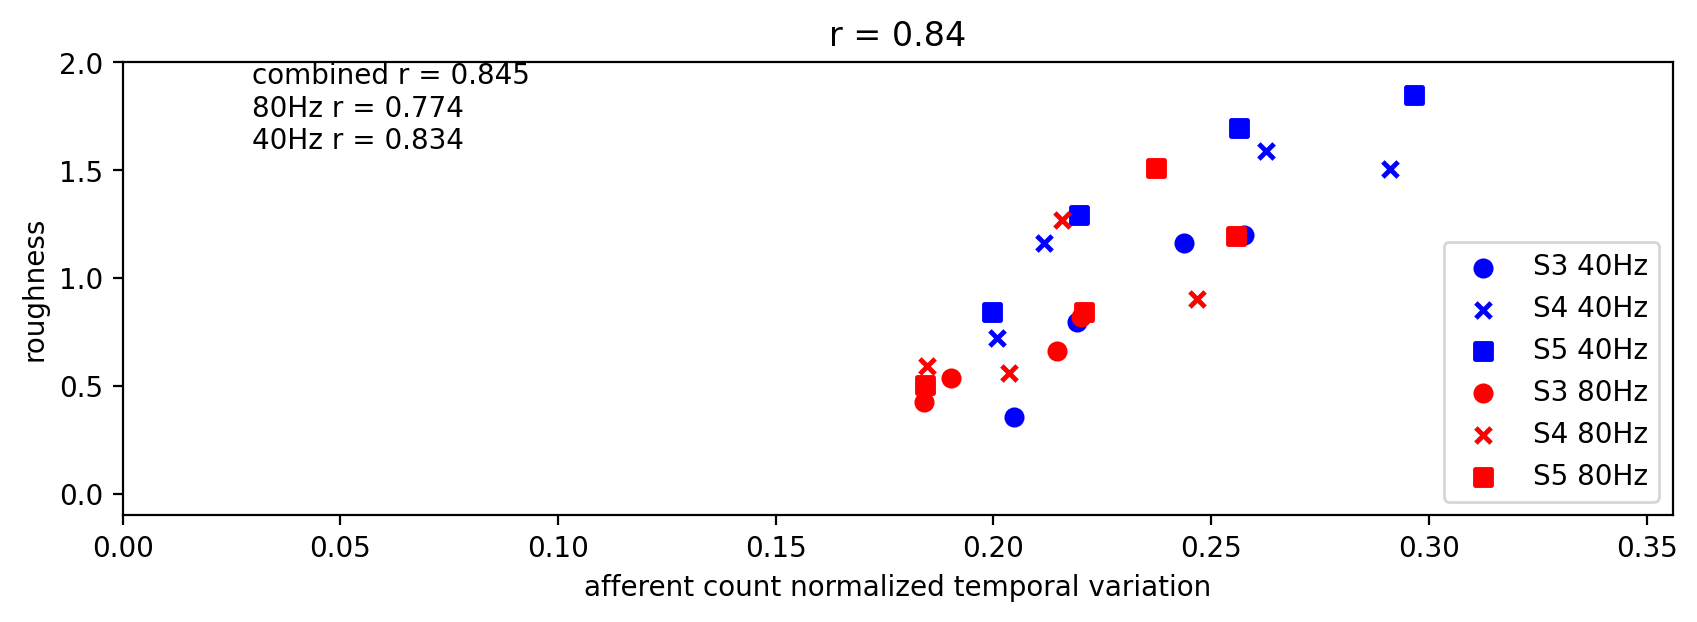 r = 0.84
combined r = 0.845
80Hz r = 0.774
40Hz r = 0.834
2.0
1.5
1.0
0.5
0.0
roughness
S3 40Hz
S4 40Hz
S5 40Hz
S3 80Hz
S4 80Hz
S5 80Hz
0.00 0.05 0.10 0.15 0.20 0.25 0.30 0.35
afferent count normalized temporal variation